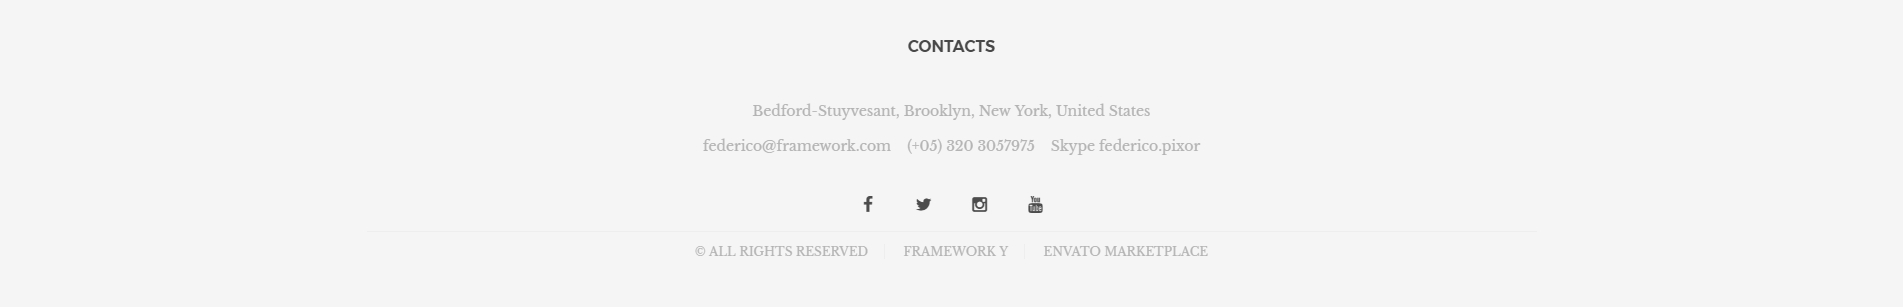 CONTACTS
Bedford-Stuyvesant, Brooklyn, New York, United States
federico@framework.com (+05) 320 3057975 Skype federico.pixor
You Tube
© ALL RIGHTS RESERVED FRAMEWORK Y ENVATO MARKETPLACE